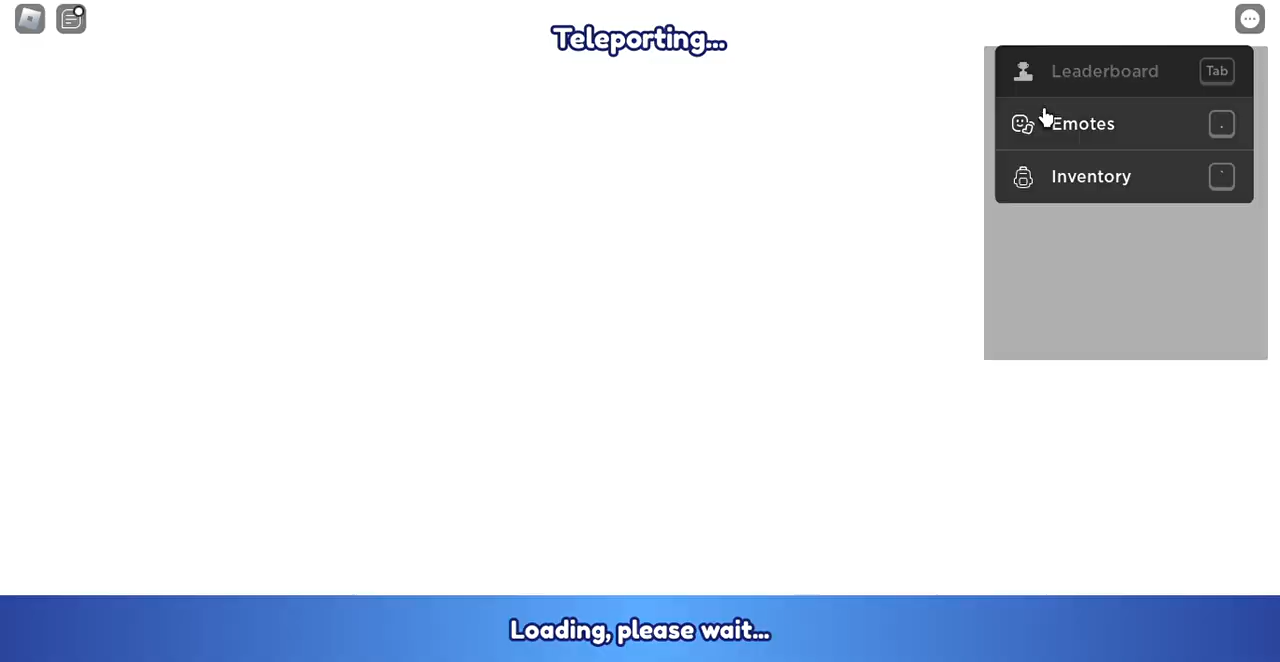 Teleporting...
Leaderboard Tab
Emotes .
Inventory `
Loading, please wait...